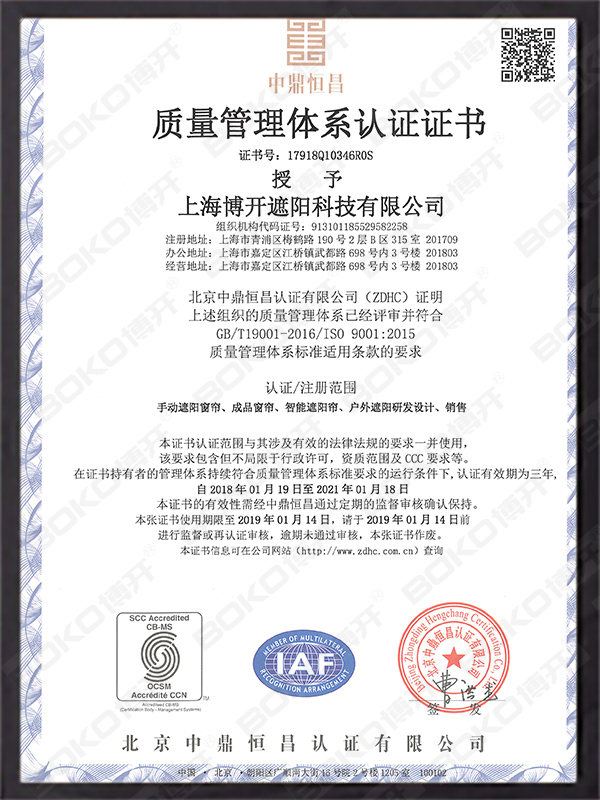 中鼎恒昌
质量管理体系认证证书
证书号：17918Q10346R0S
授 予
上海博开遮阳科技有限公司
组织机构代码证号：913101185529582258
注册地址：上海市青浦区梅鹤路 190 号 2 层 B 区 315 室 201709
办公地址：上海市嘉定区江桥镇武都路 698 号内 3 号楼 201803
经营地址：上海市嘉定区江桥镇武都路 698 号内 3 号楼 201803
北京中鼎恒昌认证有限公司（ZDHC）证明
上述组织的质量管理体系已经评审并符合
GB/T19001-2016/ISO 9001:2015
质量管理体系标准适用条款的要求
认证/注册范围
手动遮阳窗帘、成品窗帘、智能遮阳帘、户外遮阳研发设计、销售
本证书认证范围与其涉及有效的法律法规的要求一并使用，
该要求包含但不局限于行政许可，资质范围及 CCC 要求等。
在证书持有者的管理体系持续符合质量管理体系标准要求的运行条件下，认证有效期为三年，
自 2018 年 01 月 19 日至 2021 年 01 月 18 日
本证书的有效性需经中鼎恒昌通过定期的监督审核确认保持。
本张证书使用期限至 2019 年 01 月 14 日，请于 2019 年 01 月 14 日前
进行监督或再认证审核，逾期未通过审核，本张证书作废。
本证书信息可在公司网站（http://www.zdhc.com.cn）查询
SCC Accredited
CB-MS
OCSM
Accrédité CCN
Accredited CB-MS
(Certification Body - Management Systems)
MEMBER OF MULTILATERAL
IAF
RECOGNITION ARRANGEMENT
Beijing Zhongding Hengchang Certification Co. Ltd
北京中鼎恒昌认证有限公司
签 发
北京中鼎恒昌认证有限公司
中国 · 北京 · 朝阳区广顺南大街 16 号院 2 号楼 1205 室 100102
BOKO博开